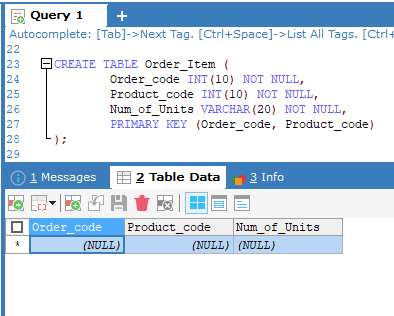 Query 1
+
Autocomplete: [Tab]->Next Tag. [Ctrl+Space]->List All Tags. [Ctrl+
22
23 CREATE TABLE Order_Item (
24 Order_code INT(10) NOT NULL,
25 Product_code INT(10) NOT NULL,
26 Num_of_Units VARCHAR(20) NOT NULL,
27 PRIMARY KEY (Order_code, Product_code)
28 );
29
1 Messages 2 Table Data 3 Info
Order_code Product_code Num_of_Units
* (NULL) (NULL) (NULL)